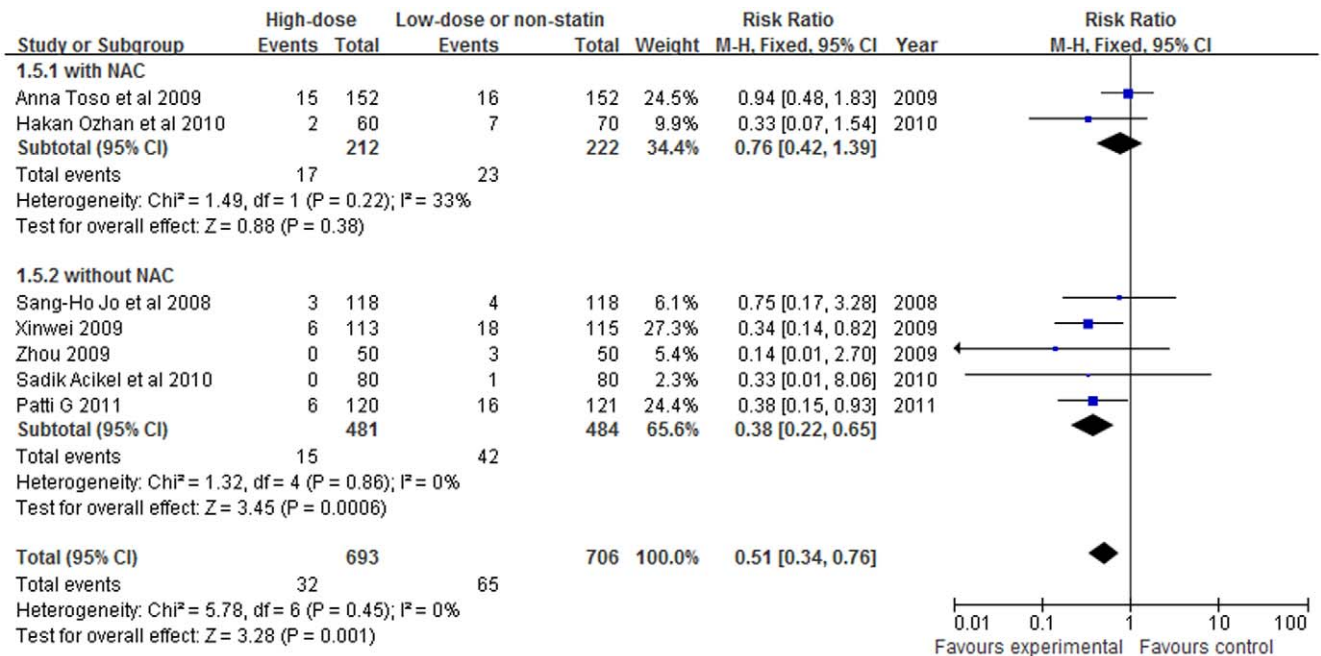 High-dose Low-dose or non-statin Risk Ratio Risk Ratio
Study or Subgroup Events Total Events Total Weight M-H, Fixed, 95% CI Year M-H, Fixed, 95% CI
1.5.1 with NAC
Anna Toso et al 2009 15 152 16 152 24.5% 0.94 [0.48, 1.83] 2009
Hakan Ozhan et al 2010 2 60 7 70 9.9% 0.33 [0.07, 1.54] 2010
Subtotal (95% CI) 212 222 34.4% 0.76 [0.42, 1.39]
Total events 17 23
Heterogeneity: Chi² = 1.49, df = 1 (P = 0.22); I² = 33%
Test for overall effect: Z = 0.88 (P = 0.38)
1.5.2 without NAC
Sang-Ho Jo et al 2008 3 118 4 118 6.1% 0.75 [0.17, 3.28] 2008
Xinwei 2009 6 113 18 115 27.3% 0.34 [0.14, 0.82] 2009
Zhou 2009 0 50 3 50 5.4% 0.14 [0.01, 2.70] 2009
Sadik Acikel et al 2010 0 80 1 80 2.3% 0.33 [0.01, 8.06] 2010
Patti G 2011 6 120 16 121 24.4% 0.38 [0.15, 0.93] 2011
Subtotal (95% CI) 481 484 65.6% 0.38 [0.22, 0.65]
Total events 15 42
Heterogeneity: Chi² = 1.32, df = 4 (P = 0.86); I² = 0%
Test for overall effect: Z = 3.45 (P = 0.0006)
Total (95% CI) 693 706 100.0% 0.51 [0.34, 0.76]
Total events 32 65
Heterogeneity: Chi² = 5.78, df = 6 (P = 0.45); I² = 0%
Test for overall effect: Z = 3.28 (P = 0.001)
0.01 0.1 1 10 100
Favours experimental Favours control